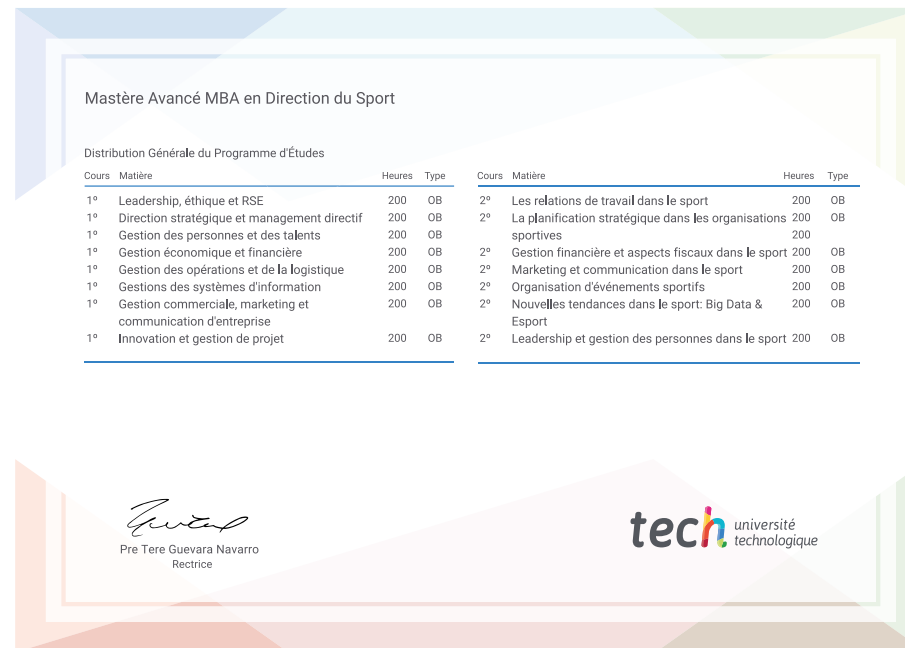 Mastère Avancé MBA en Direction du Sport
Distribution Générale du Programme d'Études
Cours Matière Heures Type
1º Leadership, éthique et RSE 200 OB
1º Direction stratégique et management directif 200 OB
1º Gestion des personnes et des talents 200 OB
1º Gestion économique et financière 200 OB
1º Gestion des opérations et de la logistique 200 OB
1º Gestions des systèmes d'information 200 OB
1º Gestion commerciale, marketing et 200 OB
communication d'entreprise
1º Innovation et gestion de projet 200 OB
Cours Matière Heures Type
2º Les relations de travail dans le sport 200 OB
2º La planification stratégique dans les organisations 200 OB
sportives 200
2º Gestion financière et aspects fiscaux dans le sport 200 OB
2º Marketing et communication dans le sport 200 OB
2º Organisation d'événements sportifs 200 OB
2º Nouvelles tendances dans le sport: Big Data & 200 OB
Esport
2º Leadership et gestion des personnes dans le sport 200 OB
Pre Tere Guevara Navarro
Rectrice
tech université
technologique